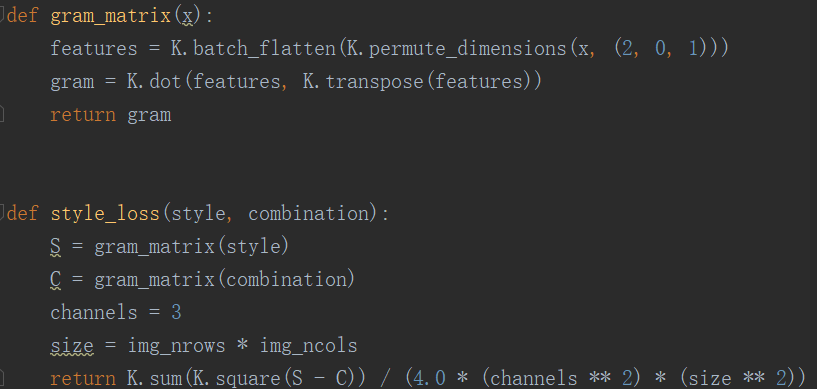 def gram_matrix(x):
    features = K.batch_flatten(K.permute_dimensions(x, (2, 0, 1)))
    gram = K.dot(features, K.transpose(features))
    return gram
def style_loss(style, combination):
    S = gram_matrix(style)
    C = gram_matrix(combination)
    channels = 3
    size = img_nrows * img_ncols
    return K.sum(K.square(S - C)) / (4.0 * (channels ** 2) * (size ** 2))